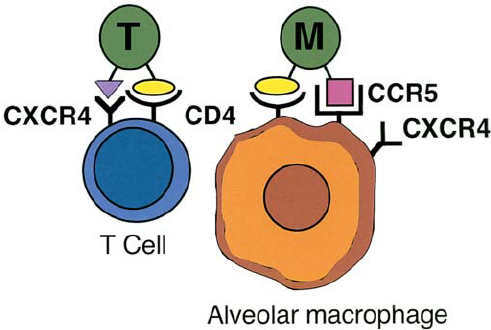 T
M
CXCR4
CD4
CCR5
CXCR4
T Cell
Alveolar macrophage